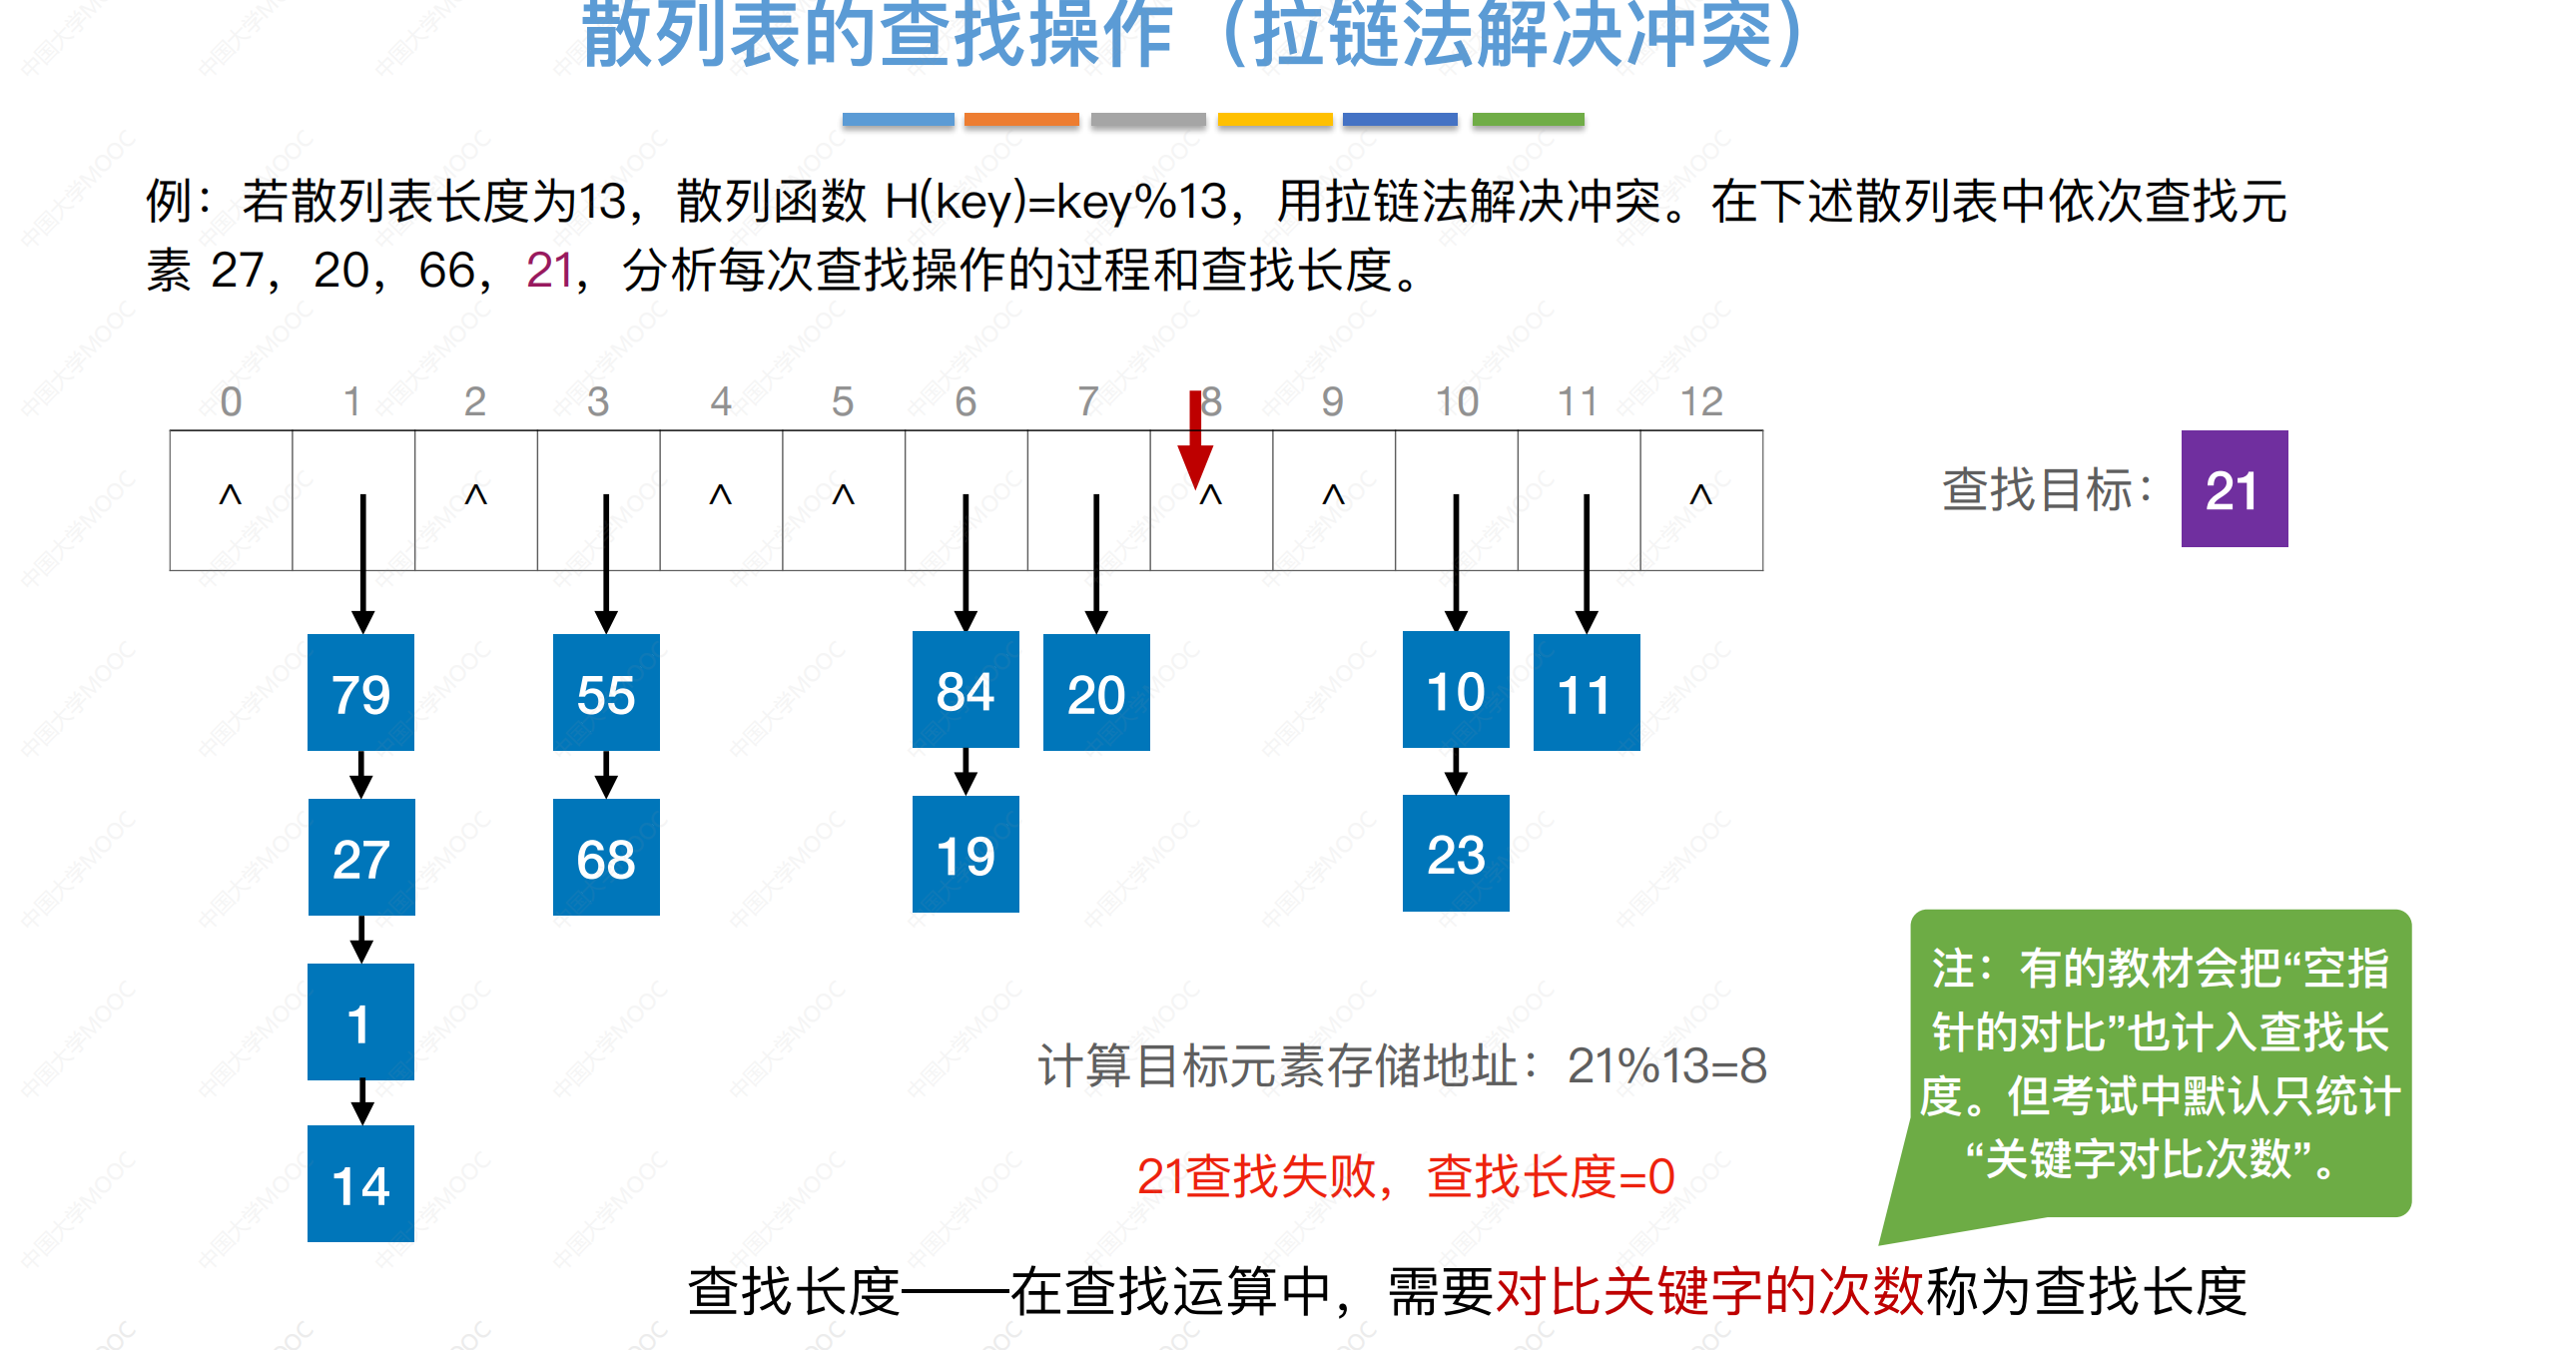 散列表的查找操作（拉链法解决冲突）
例：若散列表长度为13，散列函数 H(key)=key%13，用拉链法解决冲突。在下述散列表中依次查找元
素 27，20，66，21，分析每次查找操作的过程和查找长度。
0 1 2 3 4 5 6 7 8 9 10 11 12
^ ^ ^ ^ ^ ^ ^
查找目标： 21
79 55 84 20 10 11
27 68 19 23
1
14
注：有的教材会把“空指
针的对比”也计入查找长
度。但考试中默认只统计
“关键字对比次数”。
计算目标元素存储地址：21%13=8
21查找失败，查找长度=0
查找长度——在查找运算中，需要对比关键字的次数称为查找长度
中国大学MOOC